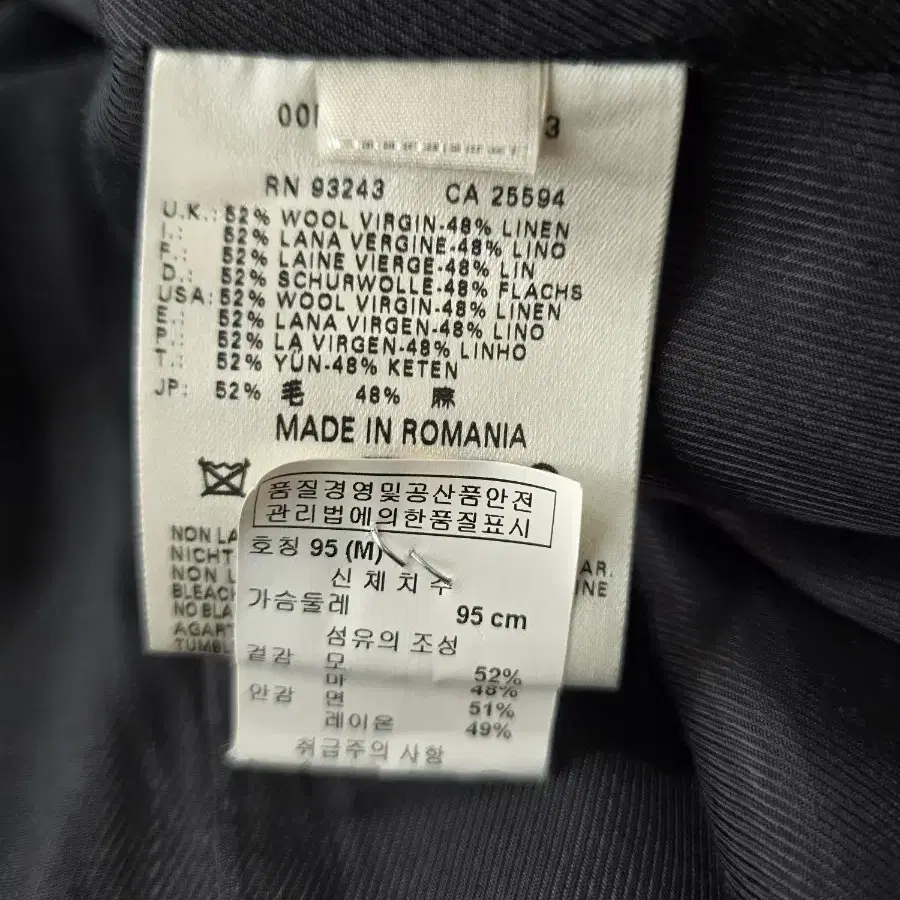 RN 93243 CA 25594
U.K.: 52% WOOL VIRGIN-48% LINEN
I.: 52% LANA VERGINE-48% LINO
F.: 52% LAINE VIERGE-48% LIN
D.: 52% SCHURWOLLE-48% FLACHS
USA: 52% WOOL VIRGIN-48% LINEN
E.: 52% LANA VIRGEN-48% LINO
P.: 52% LA VIRGEN-48% LINHO
T.: 52% YÜN-48% KETEN
JP: 52% 毛 48% 麻
MADE IN ROMANIA
NON
NICHT
NON
NO
품질경영및공산품안전
관리법에의한품질표시
호칭 95 (M)
신체치수
가슴둘레 95 cm
섬유의 조성
겉감 모 52%
마 48%
안감 면 51%
레이온 49%
취급주의 사항